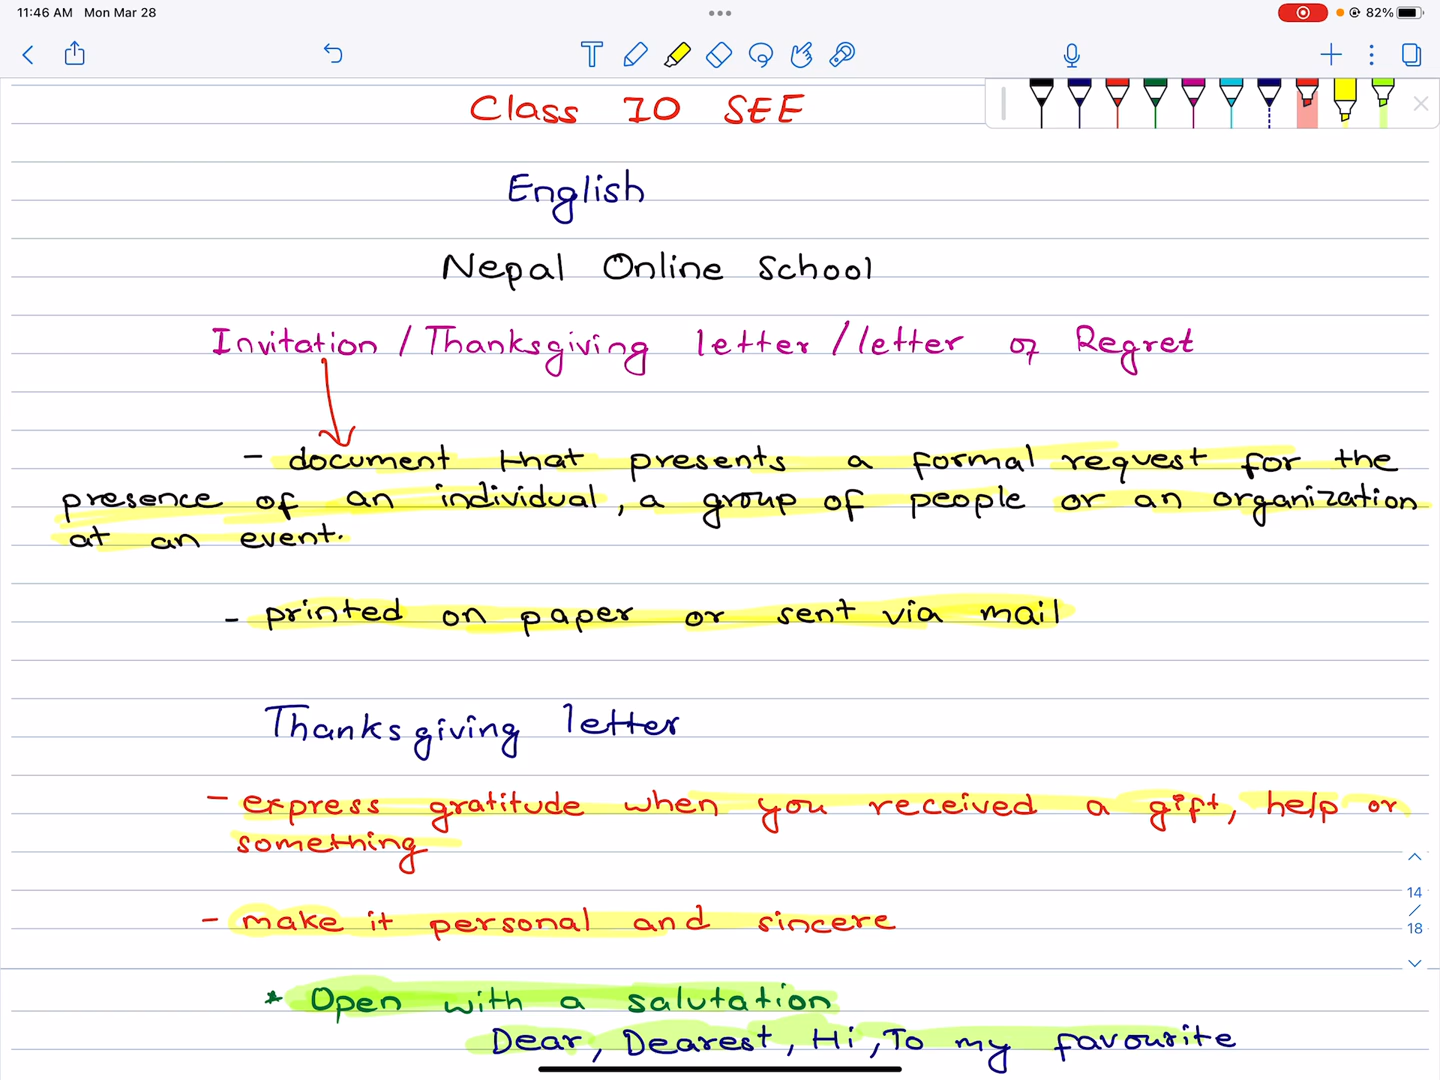 11:46 AM Mon Mar 28
82%
Class 10 SEE
English
Nepal Online School
Invitation / Thanksgiving letter / letter of Regret
- document that presents a formal request for the
presence of an individual, a group of people or an organization
at an event.
- printed on paper or sent via mail
Thanksgiving letter
- express gratitude when you received a gift, help or
something
- make it personal and sincere
* Open with a salutation
Dear, Dearest, Hi, To my favourite
14
/
18